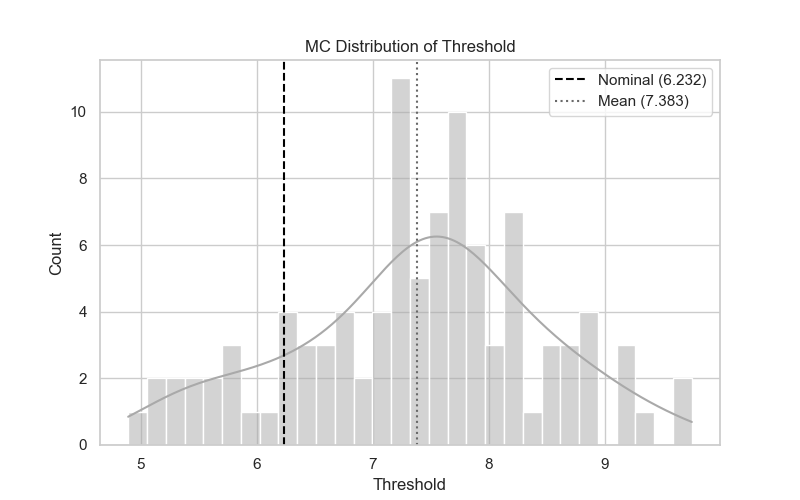 MC Distribution of Threshold
Nominal (6.232)
Mean (7.383)
10
8
6
4
2
0
Count
5 6 7 8 9
Threshold